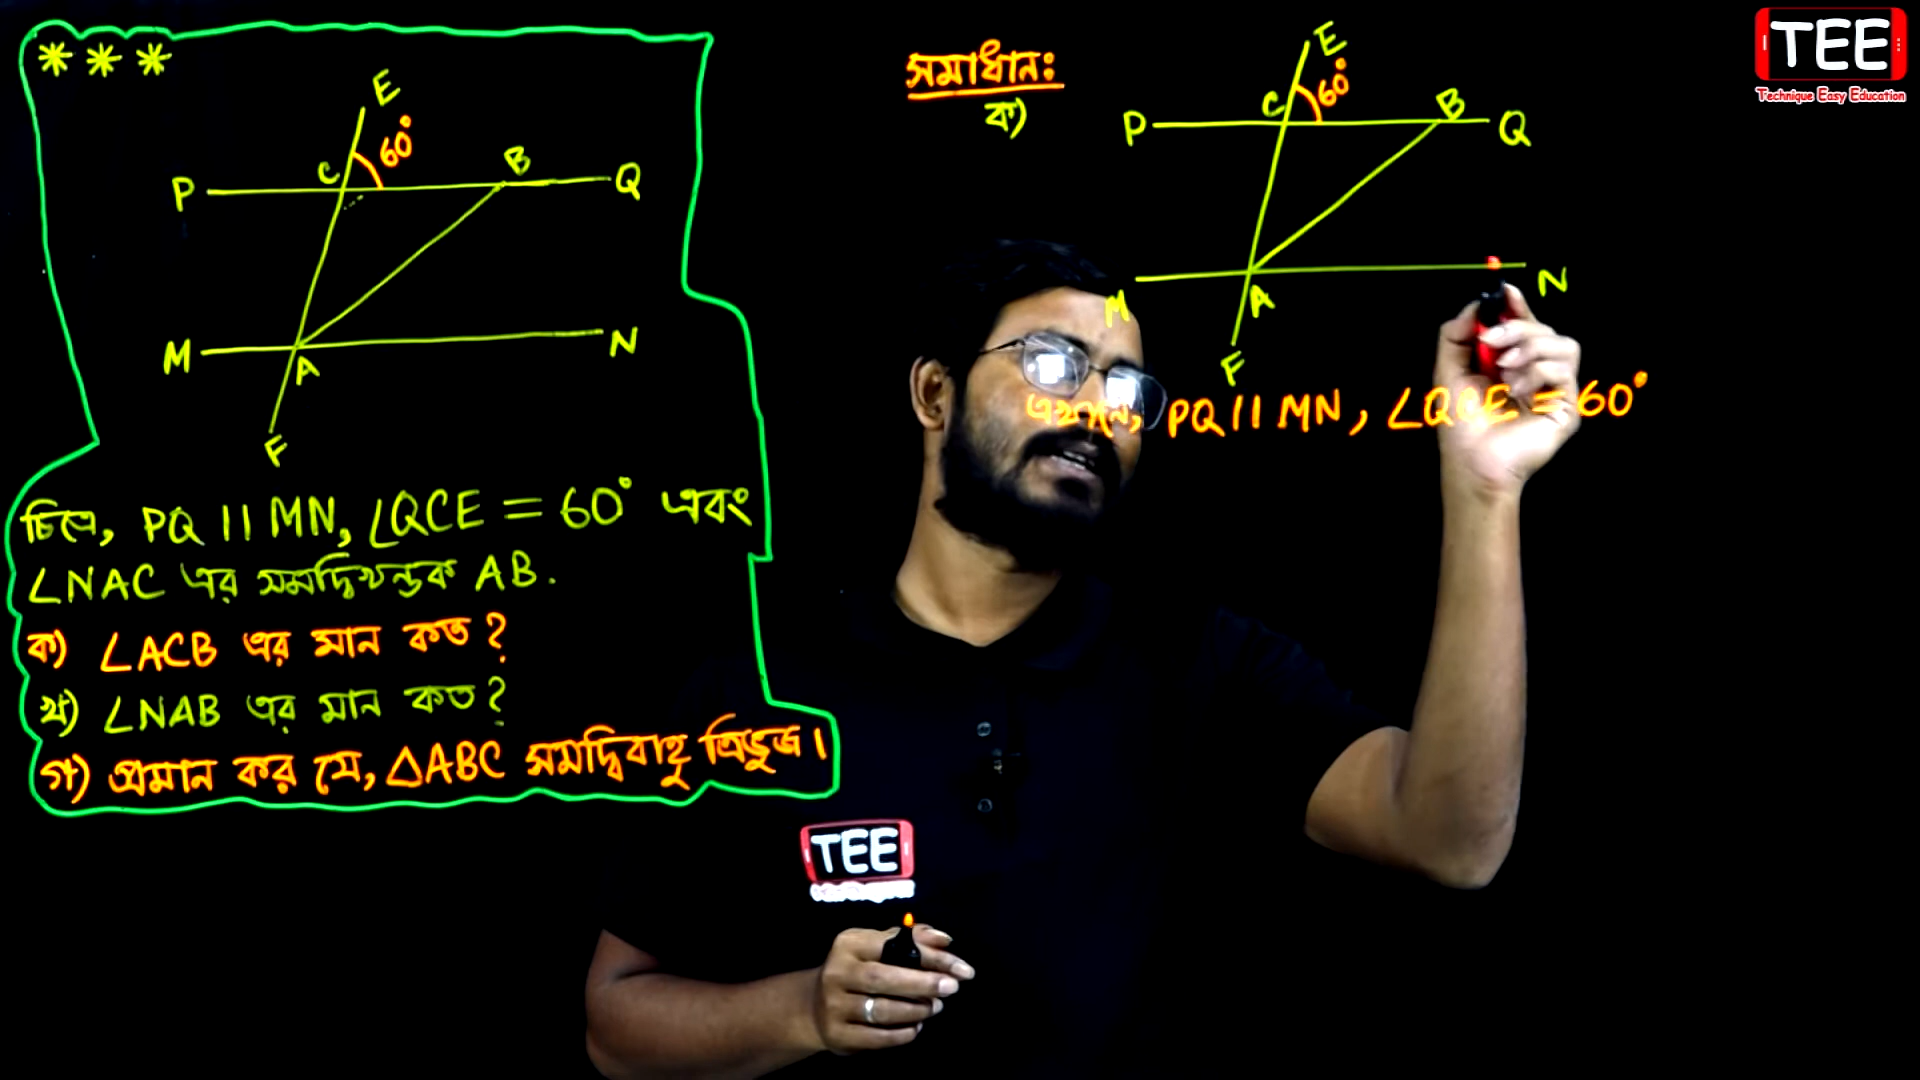 ***
E
60°
C
B
P
Q
M
A
N
F
চিত্রে, PQ || MN, ∠QCE = 60° এবং
∠NAC এর সমদ্বিখন্ডক AB.
ক) ∠ACB এর মান কত?
খ) ∠NAB এর মান কত?
গ) প্রমান কর যে, △ABC সমদ্বিবাহু ত্রিভুজ।
সমাধানঃ
ক)
E
60°
C
B
P
Q
M
A
N
F
এখানে, PQ || MN, ∠QCE = 60°
TEE
Technique Easy Education
TEE